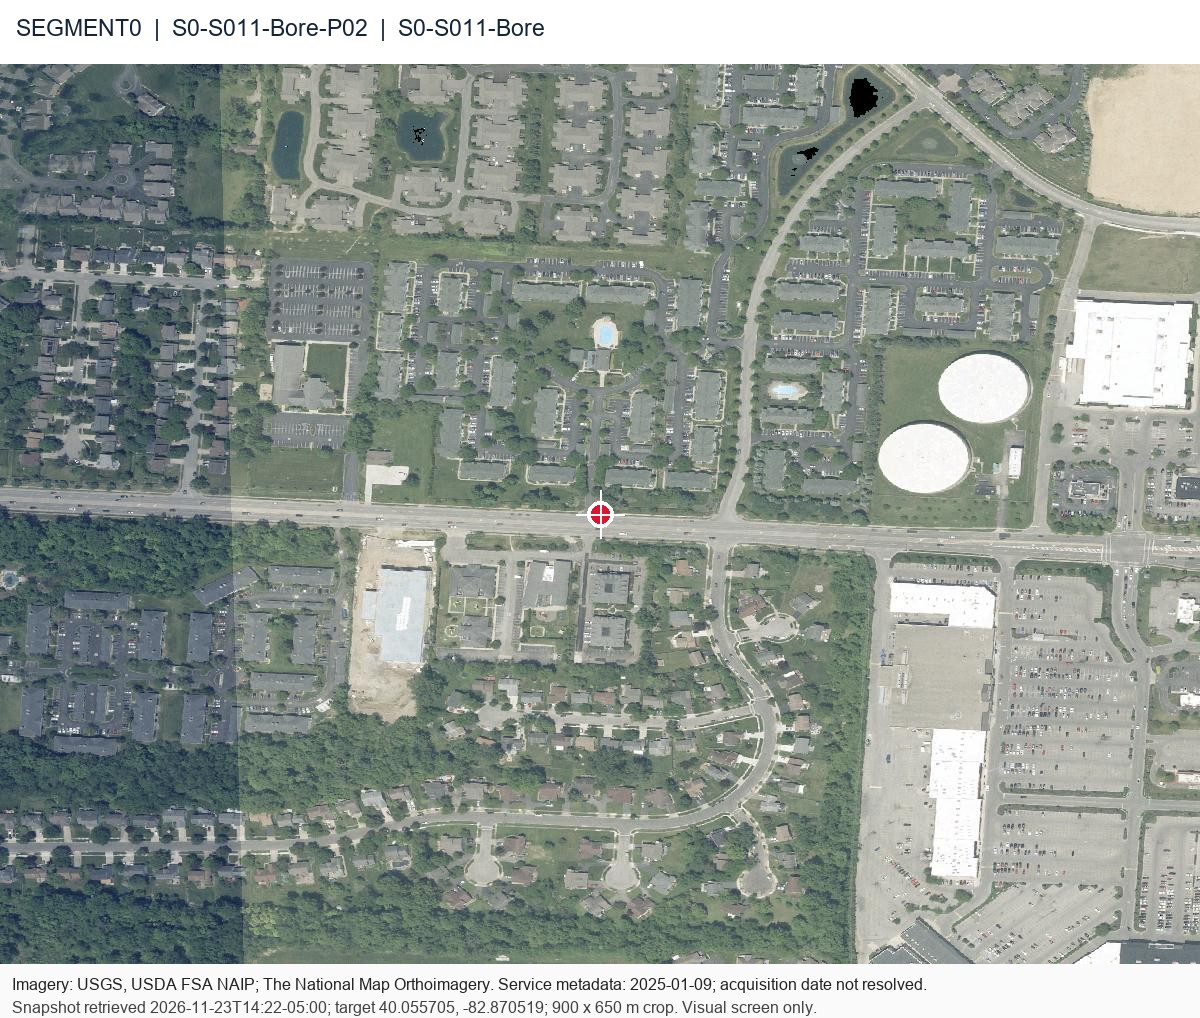 SEGMENT0 | S0-S011-Bore-P02 | S0-S011-Bore
Imagery: USGS, USDA FSA NAIP; The National Map Orthoimagery. Service metadata: 2025-01-09; acquisition date not resolved.
Snapshot retrieved 2026-11-23T14:22-05:00; target 40.055705, -82.870519; 900 x 650 m crop. Visual screen only.